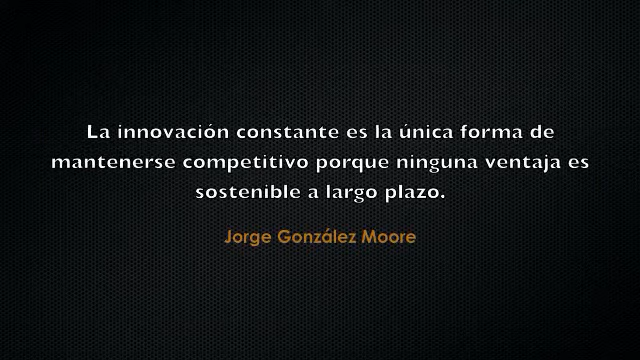 La innovación constante es la única forma de
mantenerse competitivo porque ninguna ventaja es
sostenible a largo plazo.
Jorge González Moore